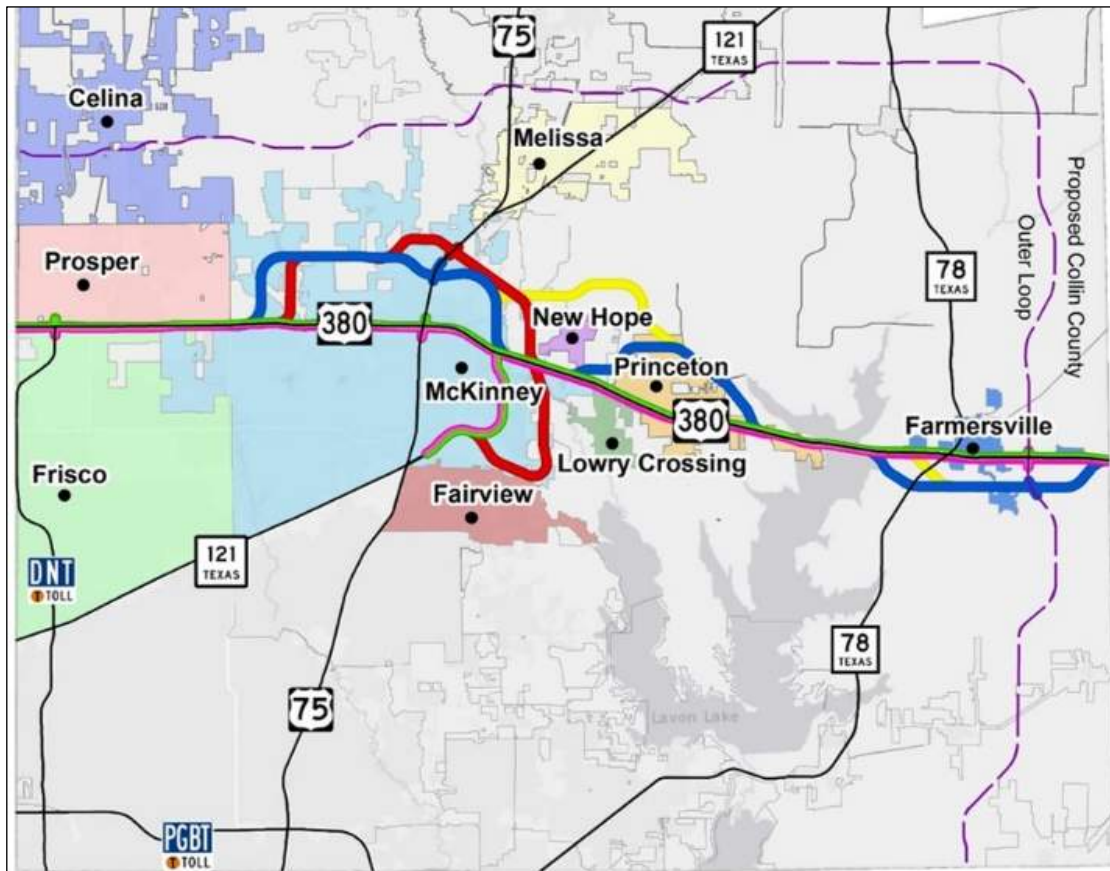 75
121
TEXAS
Celina
Melissa
Proposed Collin County
Outer Loop
Prosper
78
TEXAS
380
New Hope
McKinney
Princeton
380
Farmersville
Lowry Crossing
Frisco
Fairview
121
TEXAS
DNT
T TOLL
78
TEXAS
75
Lavon Lake
PGBT
T TOLL